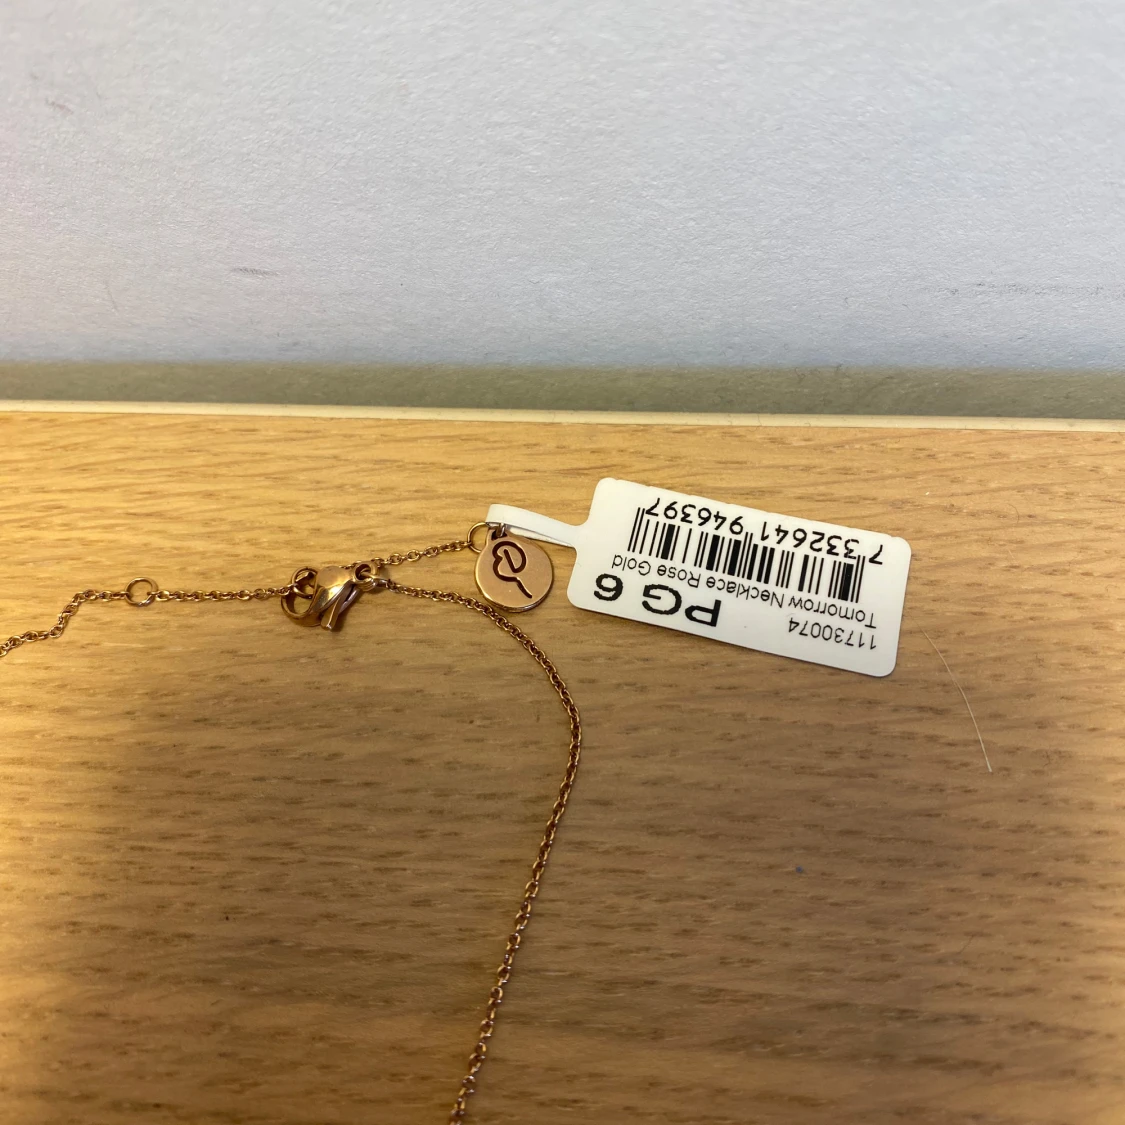 11730074
Tomorrow Necklace Rose Gold
PG 6
7 332641 946397